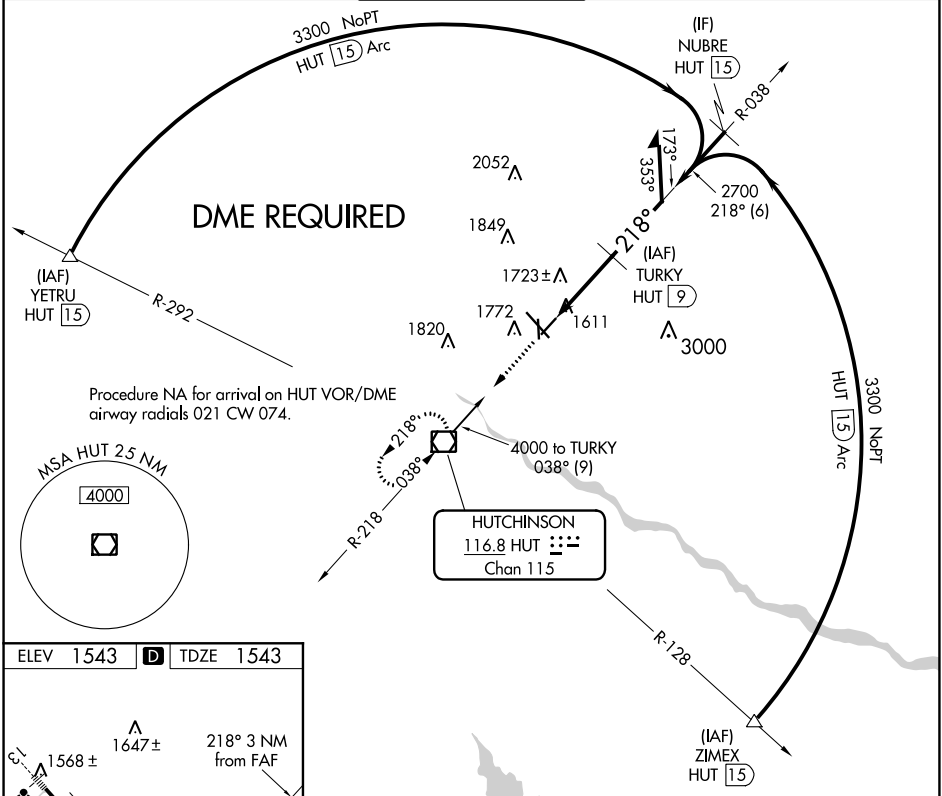 3300 NoPT
HUT 15 Arc
(IF)
NUBRE
HUT 15
R-038
173°
353°
2052
2700
218° (6)
DME REQUIRED
1849
218°
(IAF)
TURKY
HUT 9
1723±
(IAF)
YETRU
HUT 15
R-292
1772
1611
1820
3000
Procedure NA for arrival on HUT VOR/DME
airway radials 021 CW 074.
3300 NoPT
HUT 15 Arc
218°
038°
4000 to TURKY
038° (9)
MSA HUT 25 NM
4000
R-218
HUTCHINSON
116.8 HUT
Chan 115
R-128
ELEV 1543 D TDZE 1543
(IAF)
ZIMEX
HUT 15
1647±
218° 3 NM
from FAF
1568±
13